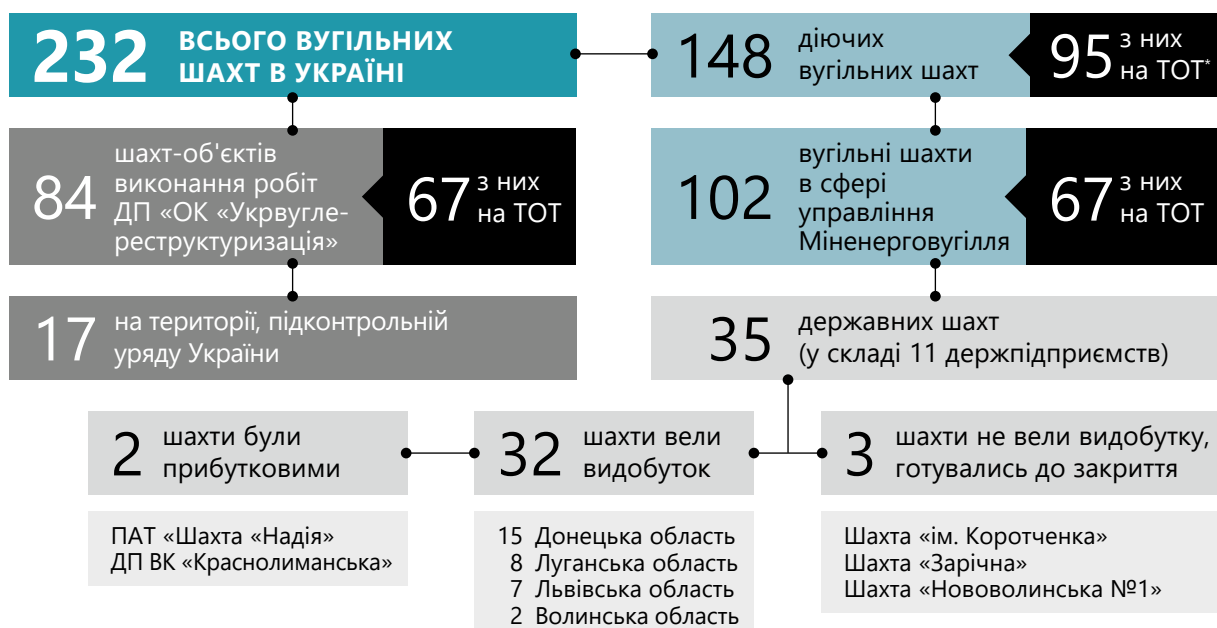 232 ВСЬОГО ВУГІЛЬНИХ
ШАХТ В УКРАЇНІ
148 діючих
вугільних шахт
95 з них
на ТОТ*
84 шахт-об'єктів
виконання робіт
ДП «ОК «Укрвугле-
реструктуризація»
67 з них
на ТОТ
102 вугільні шахти
в сфері
управління
Міненерговугілля
67 з них
на ТОТ
17 на території, підконтрольній
уряду України
35 державних шахт
(у складі 11 держпідприємств)
2 шахти були
прибутковими
32 шахти вели
видобуток
3 шахти не вели видобутку,
готувались до закриття
ПАТ «Шахта «Надія»
ДП ВК «Краснолиманська»
15 Донецька область
8 Луганська область
7 Львівська область
2 Волинська область
Шахта «ім. Коротченка»
Шахта «Зарічна»
Шахта «Нововолинська №1»